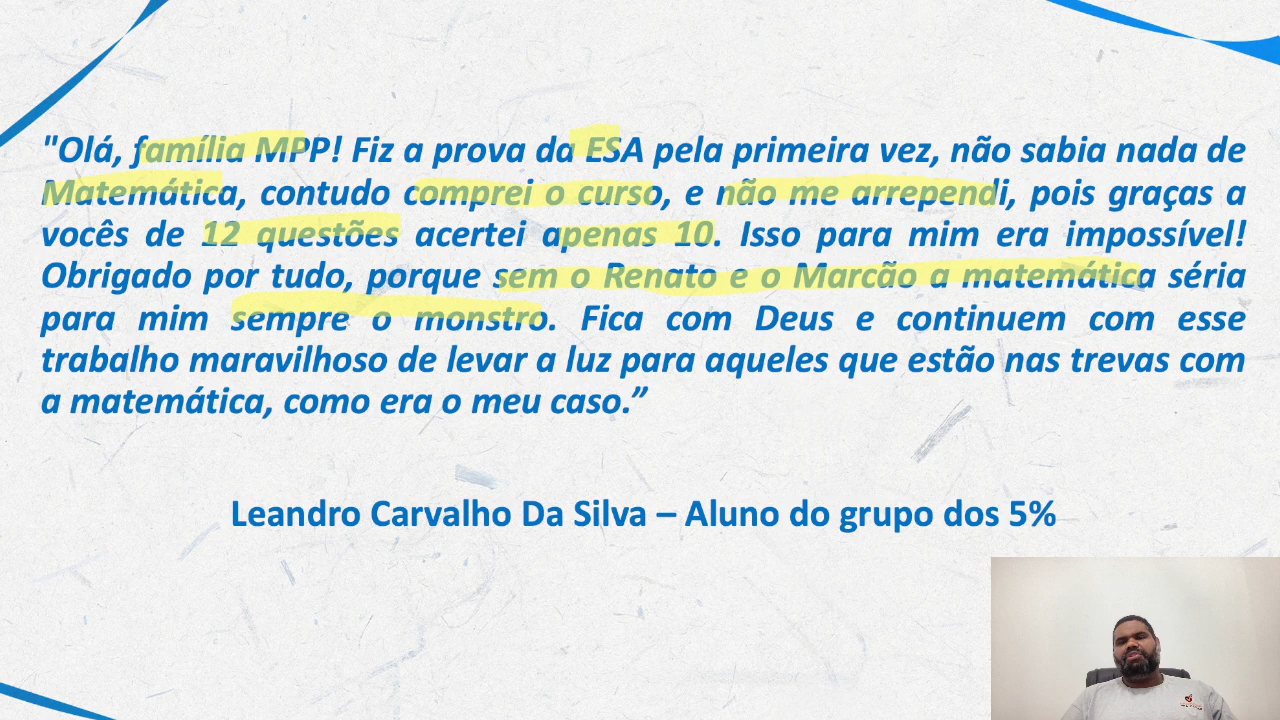 "Olá, família MPP! Fiz a prova da ESA pela primeira vez, não sabia nada de
Matemática, contudo comprei o curso, e não me arrependi, pois graças a
vocês de 12 questões acertei apenas 10. Isso para mim era impossível!
Obrigado por tudo, porque sem o Renato e o Marcão a matemática séria
para mim sempre o monstro. Fica com Deus e continuem com esse
trabalho maravilhoso de levar a luz para aqueles que estão nas trevas com
a matemática, como era o meu caso.”
Leandro Carvalho Da Silva – Aluno do grupo dos 5%